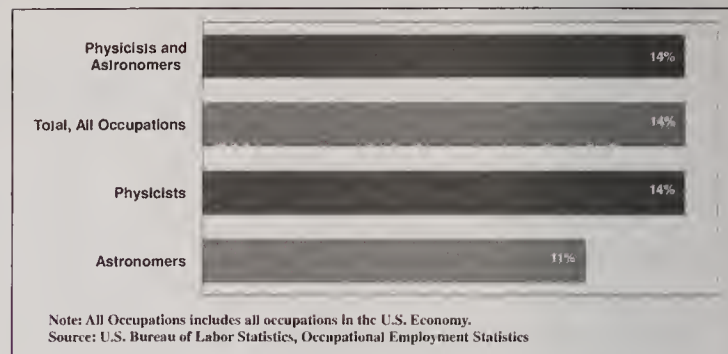 Physicists and
Astronomers
14%
Total, All Occupations
14%
Physicists
14%
Astronomers
11%
Note: All Occupations includes all occupations in the U.S. Economy.
Source: U.S. Bureau of Labor Statistics, Occupational Employment Statistics